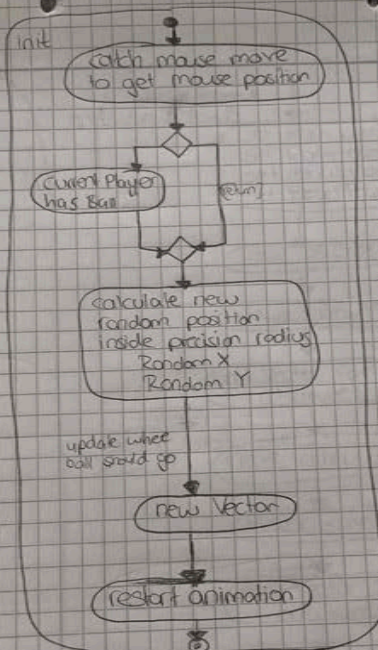 init
catch mouse move
to get mouse position
current Player
has Ball
[return]
calculate new
random position
inside precision radius
Random X
Random Y
update where
ball should go
new Vector
restart animation